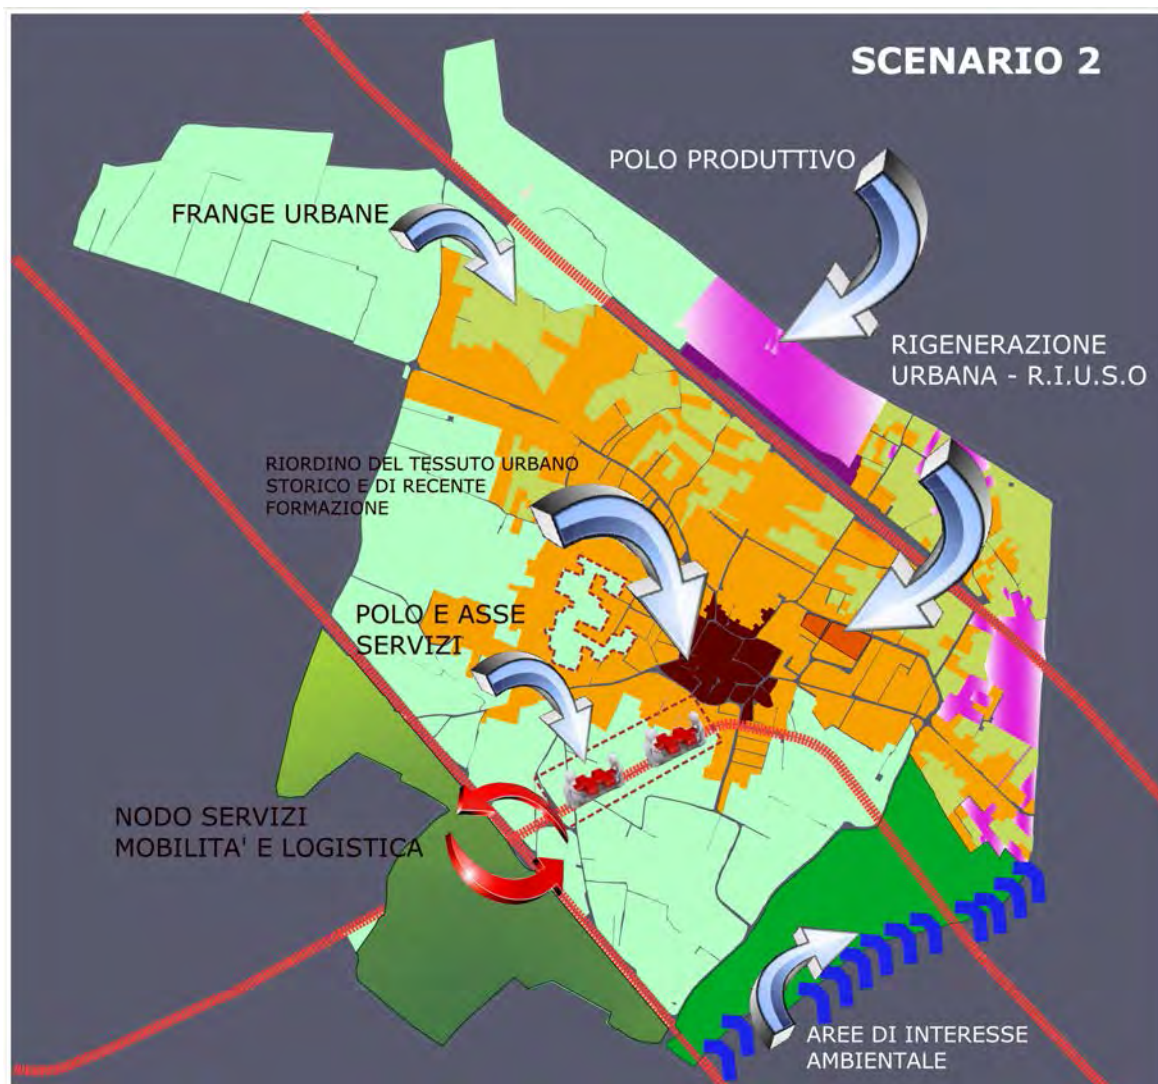 SCENARIO 2
POLO PRODUTTIVO
FRANGE URBANE
RIGENERAZIONE
URBANA - R.I.U.S.O
RIORDINO DEL TESSUTO URBANO
STORICO E DI RECENTE
FORMAZIONE
POLO E ASSE
SERVIZI
NODO SERVIZI
MOBILITA' E LOGISTICA
AREE DI INTERESSE
AMBIENTALE